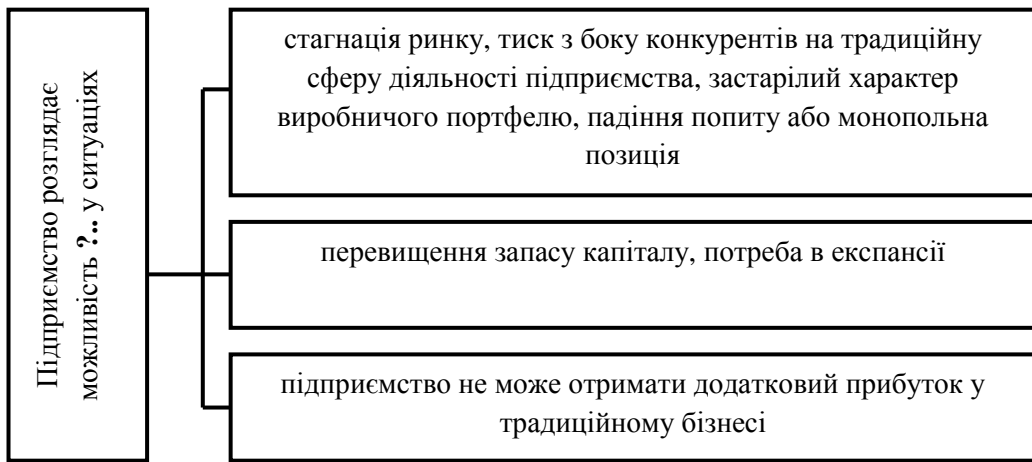 Підприємство розглядає
можливість ?.. у ситуаціях
стагнація ринку, тиск з боку конкурентів на традиційну
сферу діяльності підприємства, застарілий характер
виробничого портфелю, падіння попиту або монопольна
позиція
перевищення запасу капіталу, потреба в експансії
підприємство не може отримати додатковий прибуток у
традиційному бізнесі